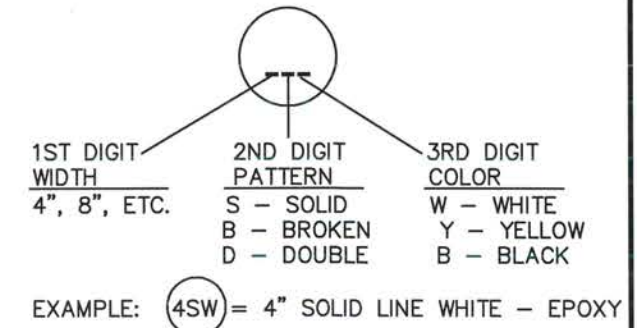 1ST DIGIT 2ND DIGIT 3RD DIGIT
WIDTH PATTERN COLOR
4", 8", ETC. S – SOLID W – WHITE
B – BROKEN Y – YELLOW
D – DOUBLE B – BLACK
EXAMPLE: 4SW = 4" SOLID LINE WHITE – EPOXY